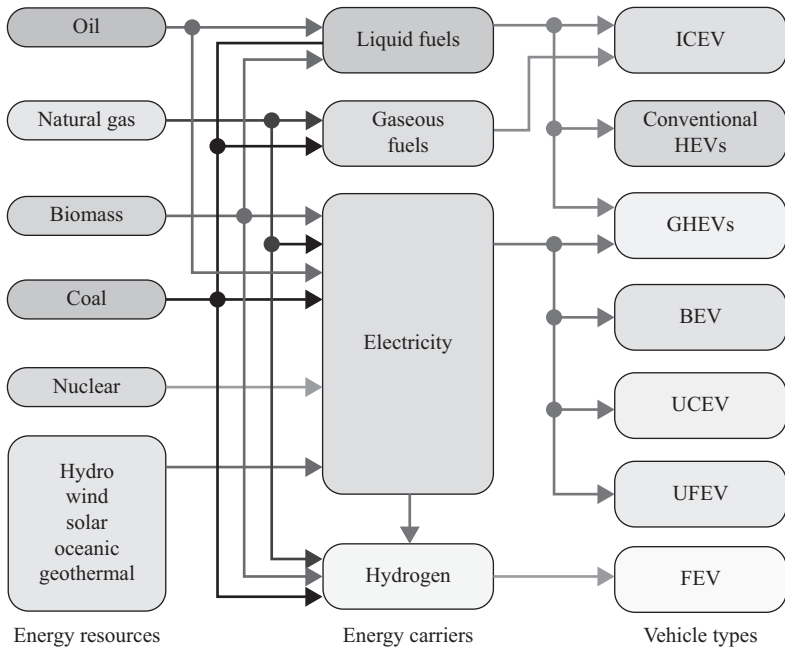 Oil
Natural gas
Biomass
Coal
Nuclear
Hydro
wind
solar
oceanic
geothermal
Energy resources
Liquid fuels
Gaseous
fuels
Electricity
Hydrogen
Energy carriers
ICEV
Conventional
HEVs
GHEVs
BEV
UCEV
UFEV
FEV
Vehicle types